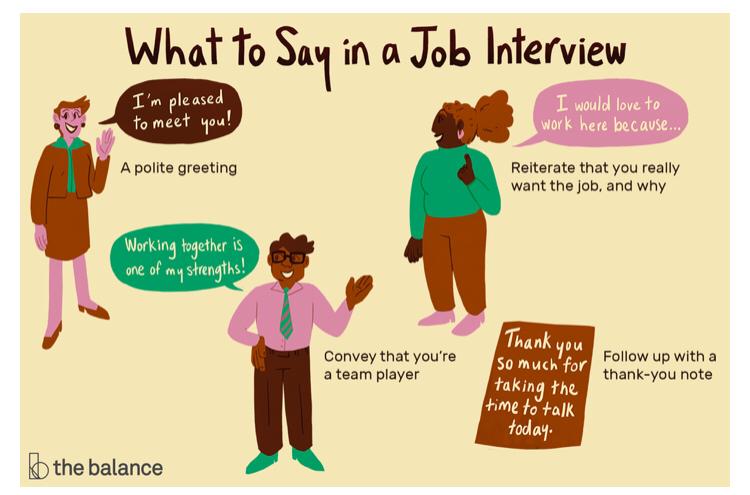 What to Say in a Job Interview
I'm pleased
to meet you!
A polite greeting
I would love to
work here because...
Reiterate that you really
want the job, and why
Working together is
one of my strengths!
Convey that you're
a team player
Thank you
so much for
taking the
time to talk
today.
Follow up with a
thank-you note
the balance